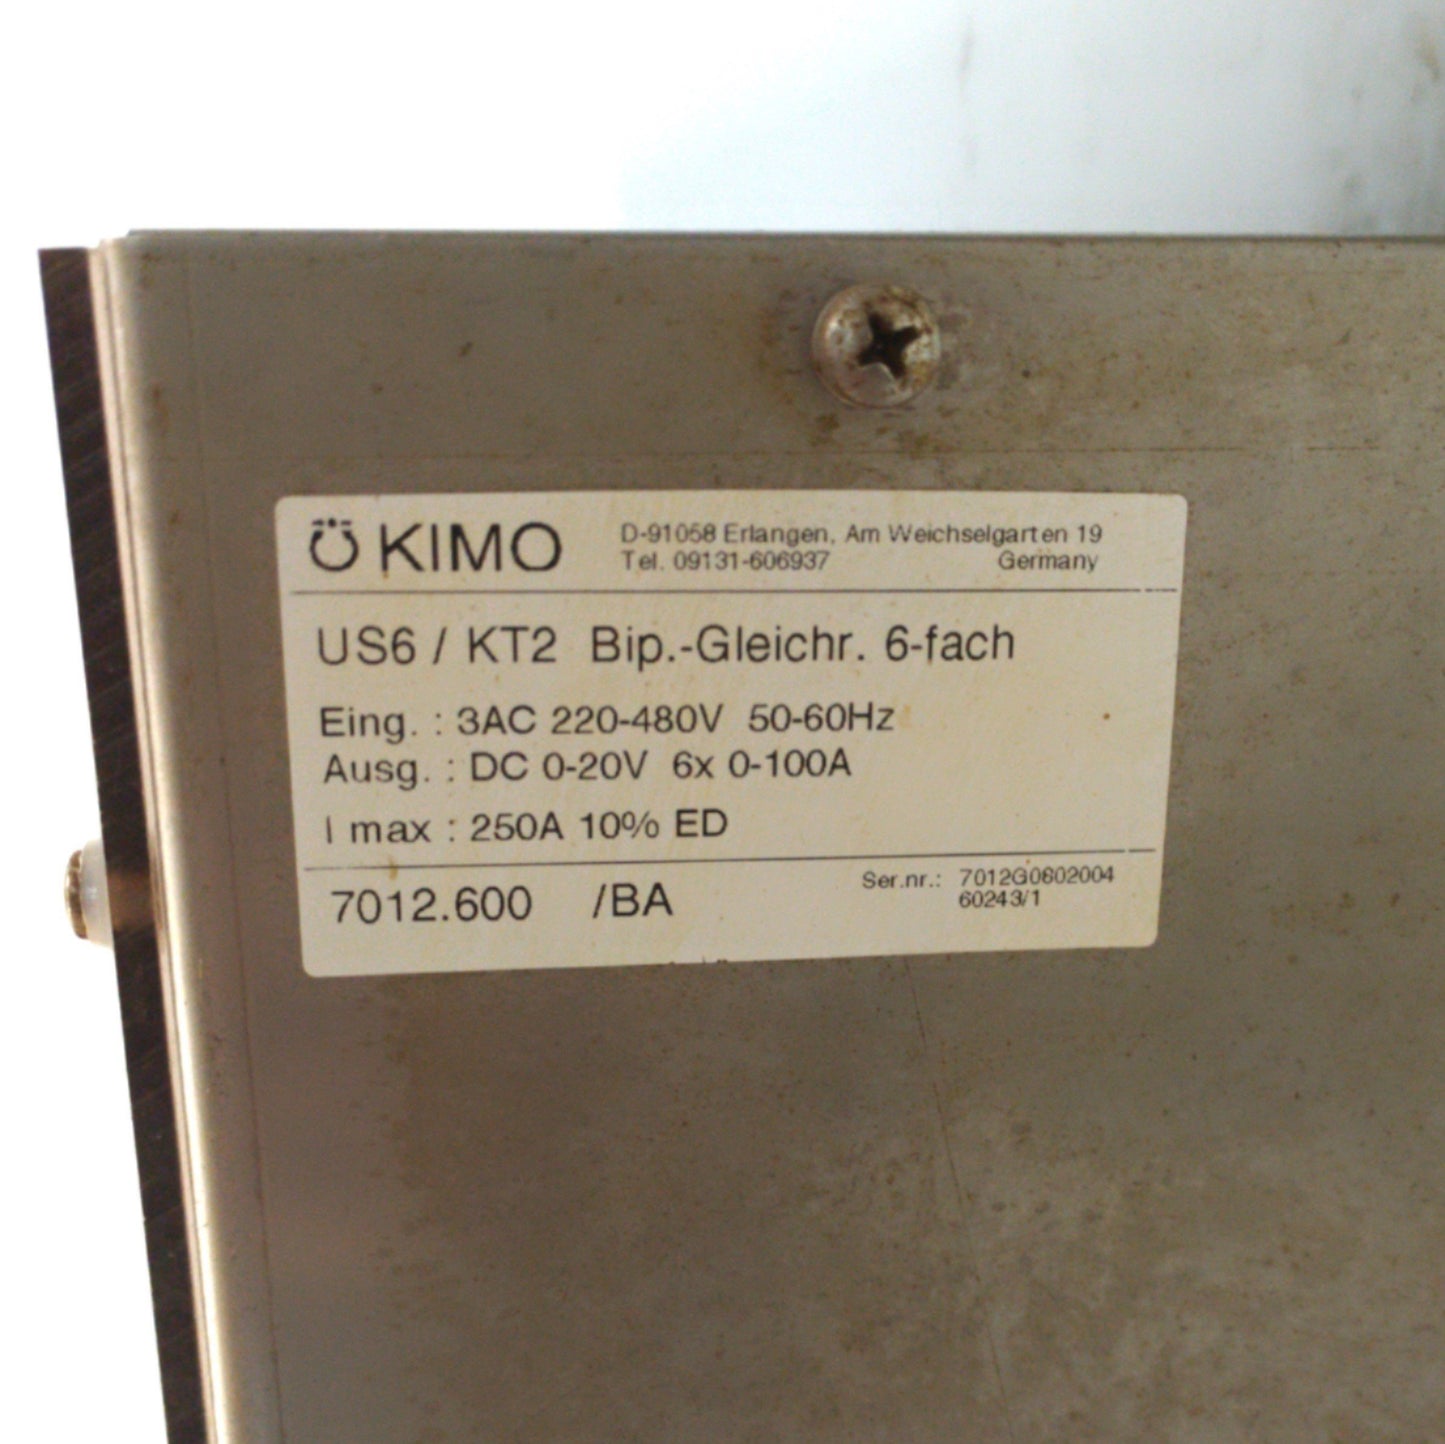 KIMO
D-91058 Erlangen, Am Weichselgarten 19
Tel. 09131-606937 Germany
US6 / KT2 Bip.-Gleichr. 6-fach
Eing. : 3AC 220-480V 50-60Hz
Ausg. : DC 0-20V 6x 0-100A
I max : 250A 10% ED
7012.600 /BA
Ser.nr.: 7012G0602004
60243/1